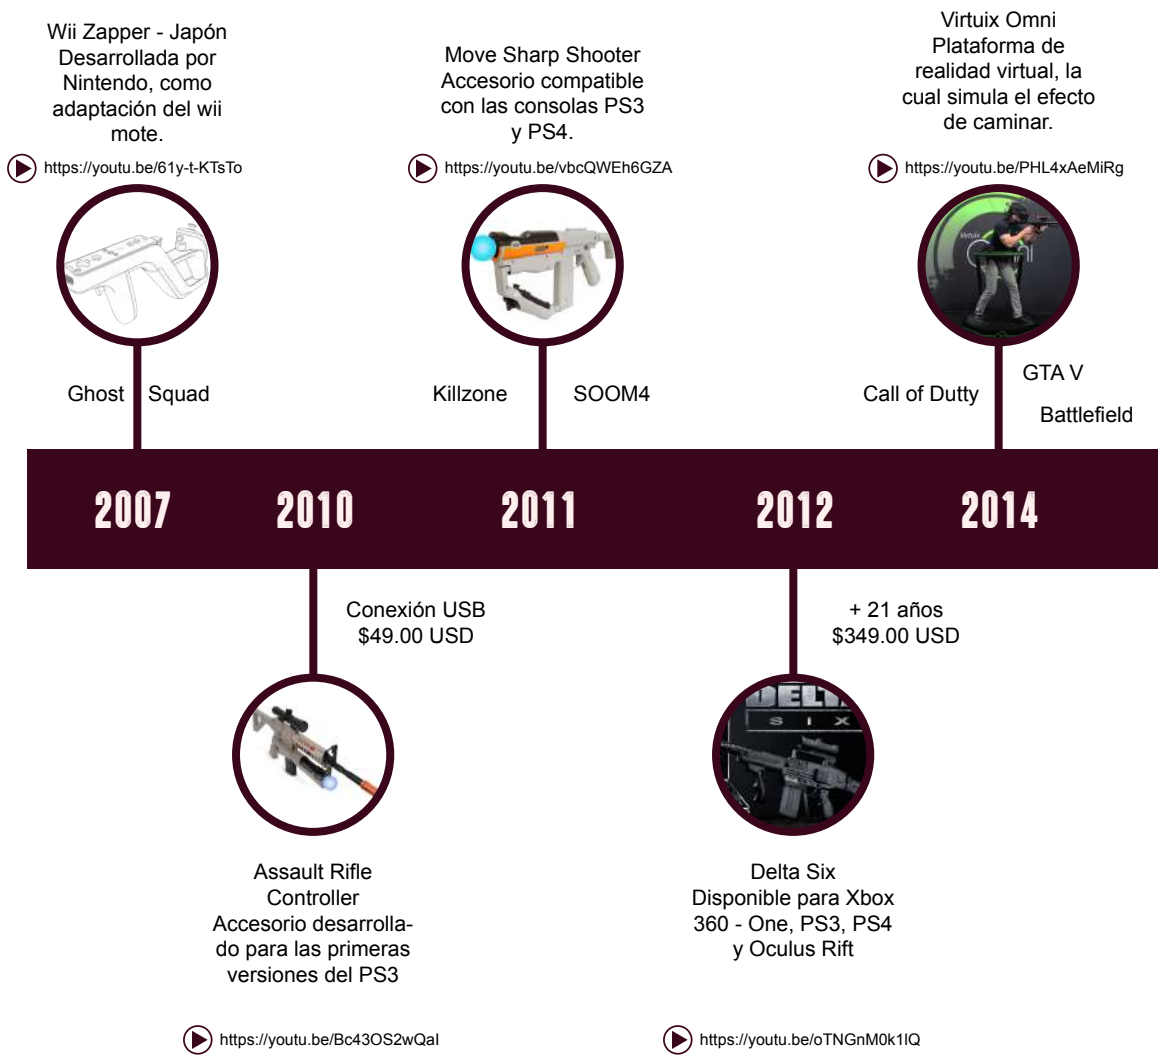 Wii Zapper - Japón
Desarrollada por
Nintendo, como
adaptación del wii
mote.
https://youtu.be/61y-t-KTsTo
Move Sharp Shooter
Accesorio compatible
con las consolas PS3
y PS4.
https://youtu.be/vbcQWEh6GZA
Virtuix Omni
Plataforma de
realidad virtual, la
cual simula el efecto
de caminar.
https://youtu.be/PHL4xAeMiRg
Virtuix
Omni
Ghost Squad
Killzone
SOOM4
Call of Dutty
GTA V
Battlefield
2007
2010
2011
2012
2014
Conexión USB
$49.00 USD
+ 21 años
$349.00 USD
DELTA
SIX
Assault Rifle
Controller
Accesorio desarrolla-
do para las primeras
versiones del PS3
https://youtu.be/Bc43OS2wQaI
Delta Six
Disponible para Xbox
360 - One, PS3, PS4
y Oculus Rift
https://youtu.be/oTNGnM0k1lQ